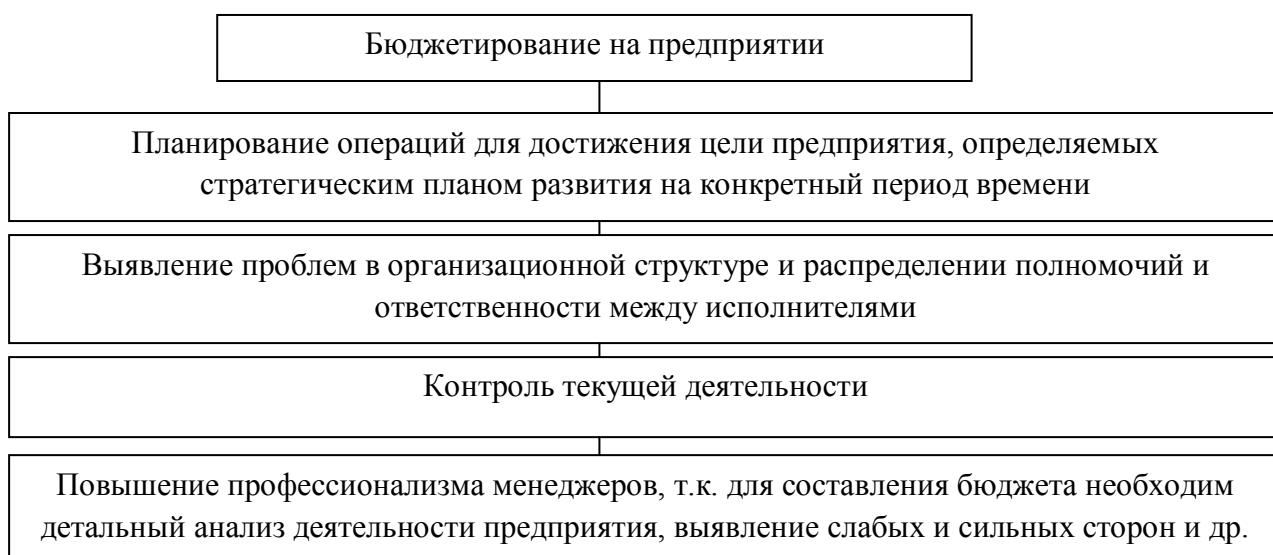 Бюджетирование на предприятии
Планирование операций для достижения цели предприятия, определяемых
стратегическим планом развития на конкретный период времени
Выявление проблем в организационной структуре и распределении полномочий и
ответственности между исполнителями
Контроль текущей деятельности
Повышение профессионализма менеджеров, т.к. для составления бюджета необходим
детальный анализ деятельности предприятия, выявление слабых и сильных сторон и др.